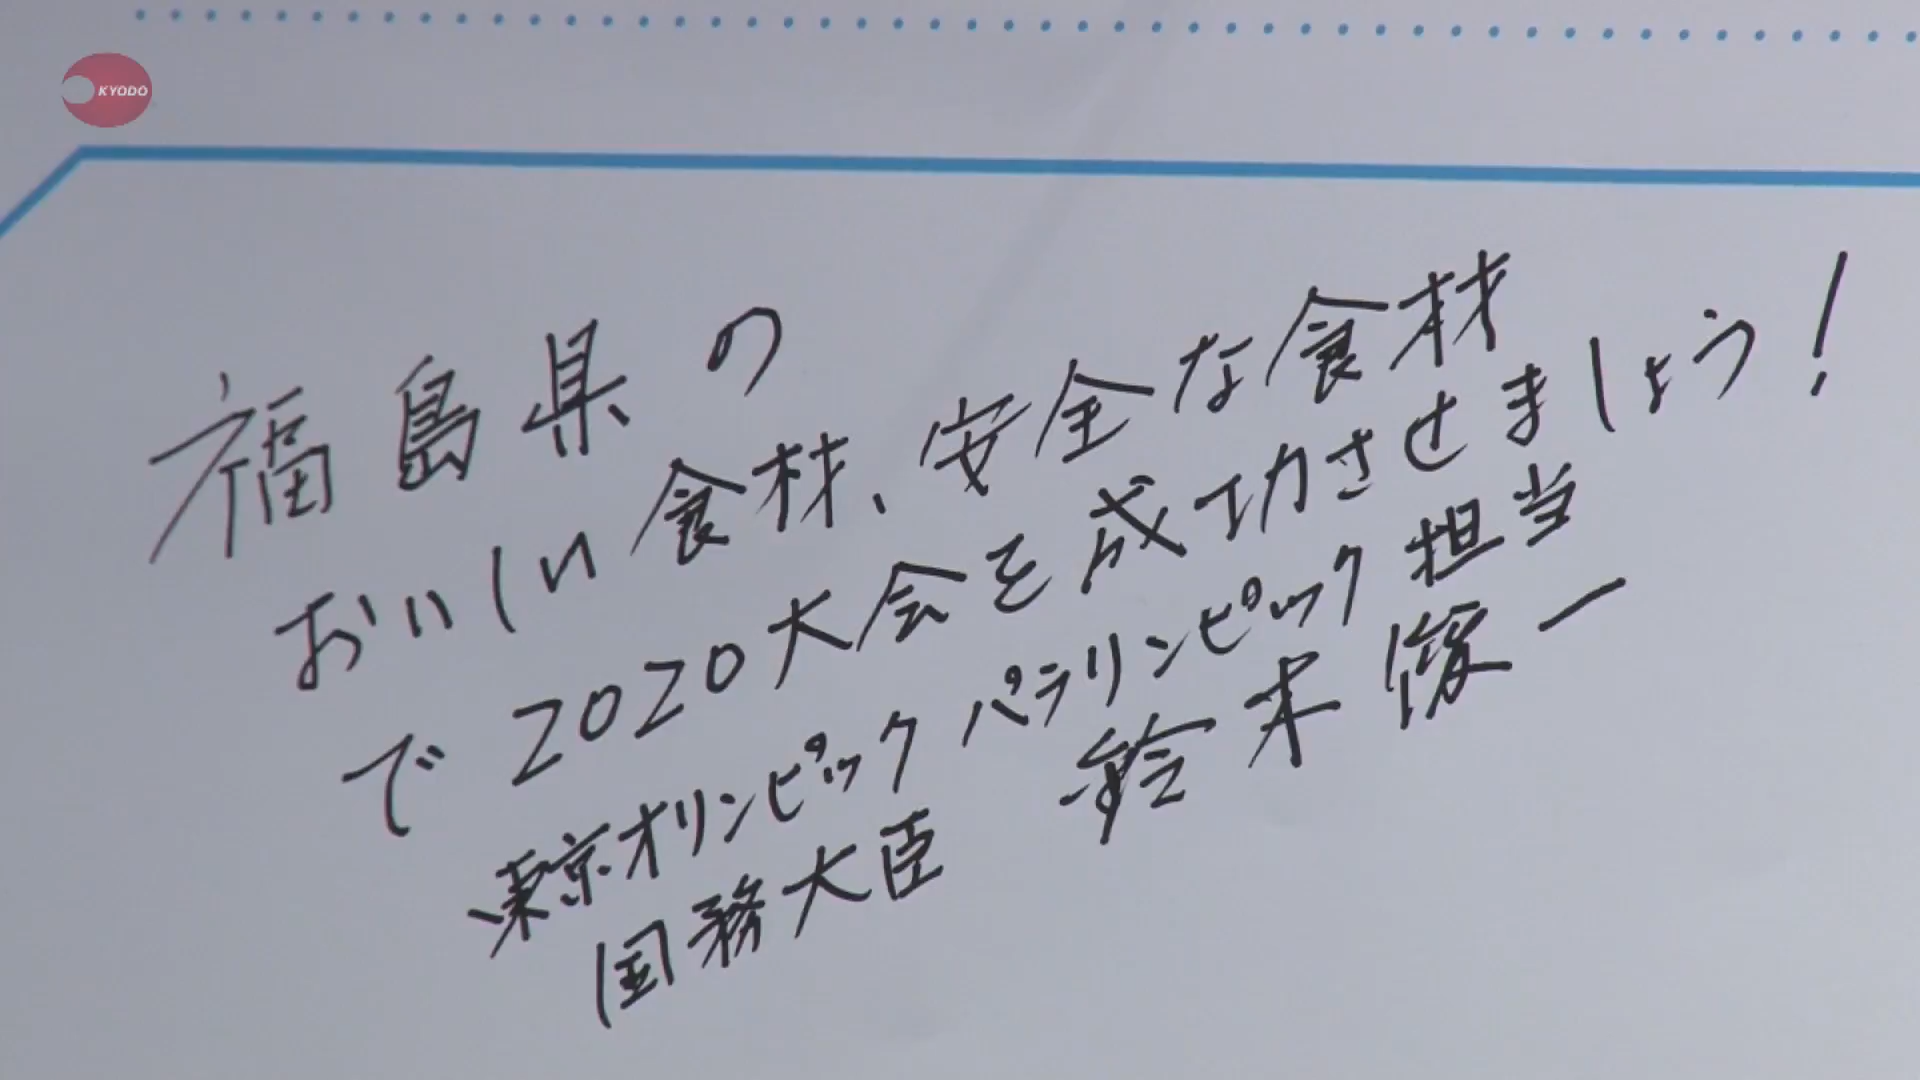 KYODO
福島県の
おいしい食材、安全な食材
で2020大会を成功させましょう!
東京オリンピックパラリンピック担当
国務大臣 鈴木俊一